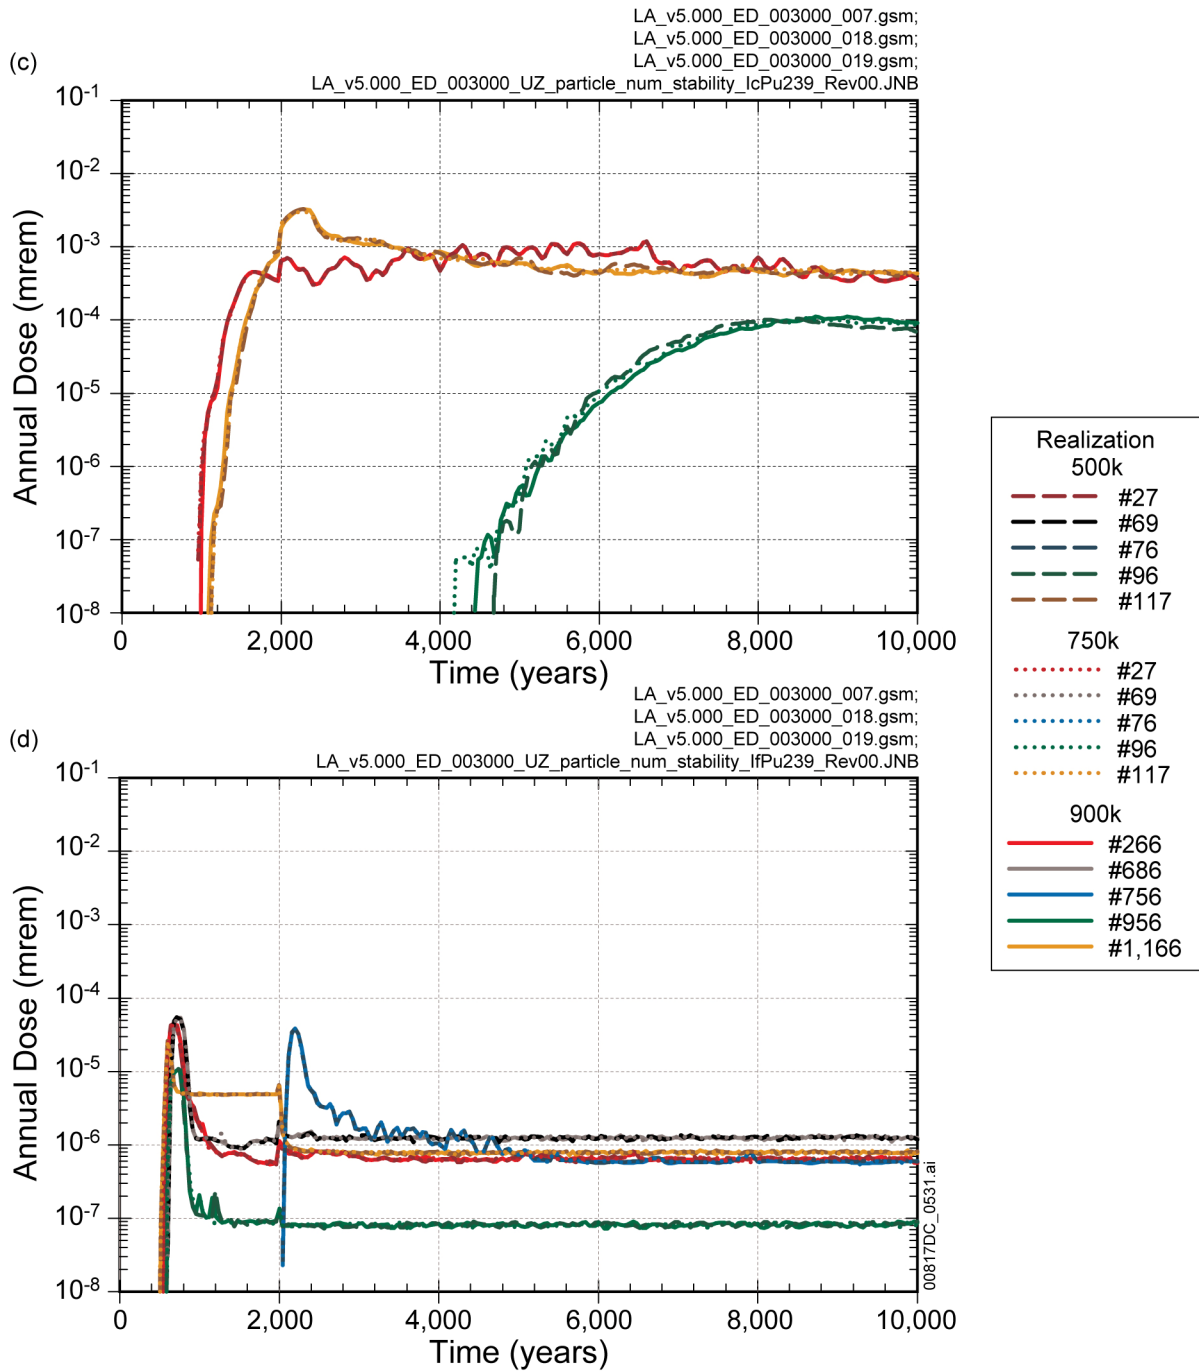 LA_v5.000_ED_003000_007.gsm;
LA_v5.000_ED_003000_018.gsm;
(c)
LA_v5.000_ED_003000_019.gsm;
LA_v5.000_ED_003000_UZ_particle_num_stability_IcPu239_Rev00.JNB
10-1
10-2
10-3
10-4
10-5
10-6
10-7
10-8
Annual Dose (mrem)
0 2,000 4,000 6,000 8,000 10,000
Time (years)
LA_v5.000_ED_003000_007.gsm;
LA_v5.000_ED_003000_018.gsm;
(d)
LA_v5.000_ED_003000_019.gsm;
LA_v5.000_ED_003000_UZ_particle_num_stability_IfPu239_Rev00.JNB
10-1
10-2
10-3
10-4
10-5
10-6
10-7
10-8
Annual Dose (mrem)
0 2,000 4,000 6,000 8,000 10,000
Time (years)
00817DC_0531.ai
Realization
500k
#27
#69
#76
#96
#117
750k
#27
#69
#76
#96
#117
900k
#266
#686
#756
#956
#1,166